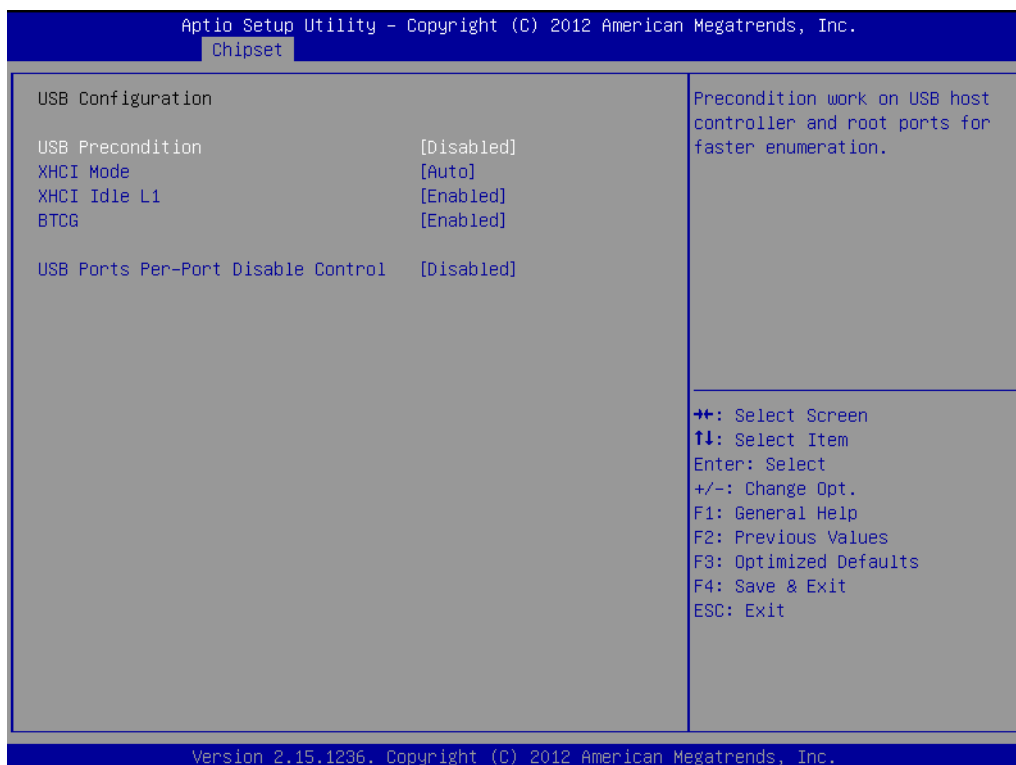 Aptio Setup Utility – Copyright (C) 2012 American Megatrends, Inc.
Chipset
USB Configuration
USB Precondition [Disabled]
XHCI Mode [Auto]
XHCI Idle L1 [Enabled]
BTCG [Enabled]
USB Ports Per-Port Disable Control [Disabled]
Precondition work on USB host
controller and root ports for
faster enumeration.
→←: Select Screen
↑↓: Select Item
Enter: Select
+/-: Change Opt.
F1: General Help
F2: Previous Values
F3: Optimized Defaults
F4: Save & Exit
ESC: Exit
Version 2.15.1236. Copyright (C) 2012 American Megatrends, Inc.